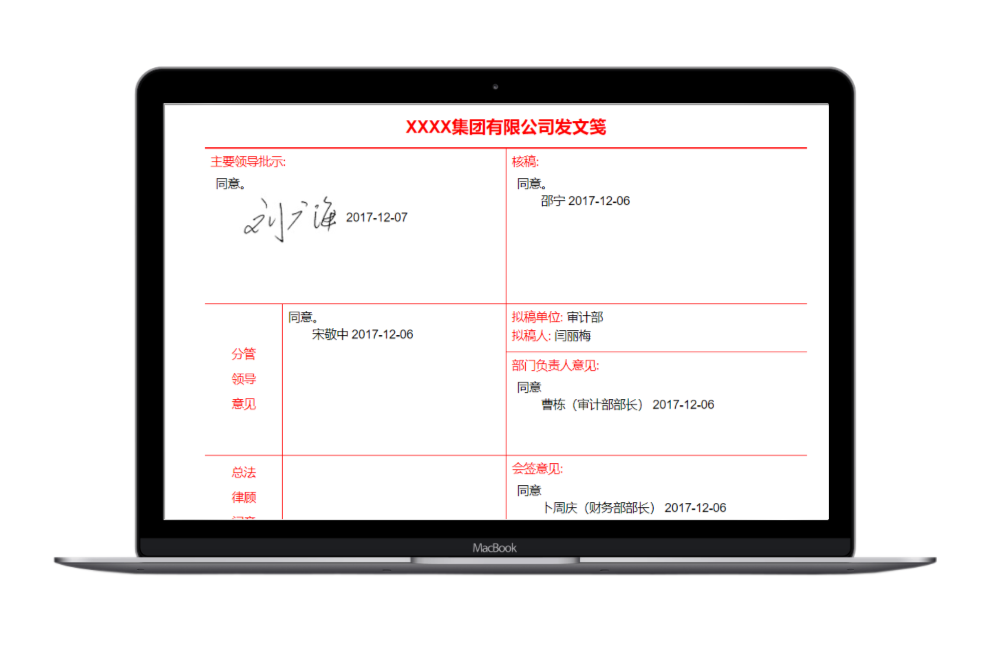 XXXX集团有限公司发文笺
主要领导批示:
同意。
刘广海 2017-12-07
核稿:
同意。
邵宁 2017-12-06
分管
领导
意见
同意。
宋敬中 2017-12-06
拟稿单位: 审计部
拟稿人: 闫丽梅
部门负责人意见:
同意
曹栋（审计部部长） 2017-12-06
总法
律顾
会签意见:
同意
卜周庆（财务部部长） 2017-12-06
MacBook